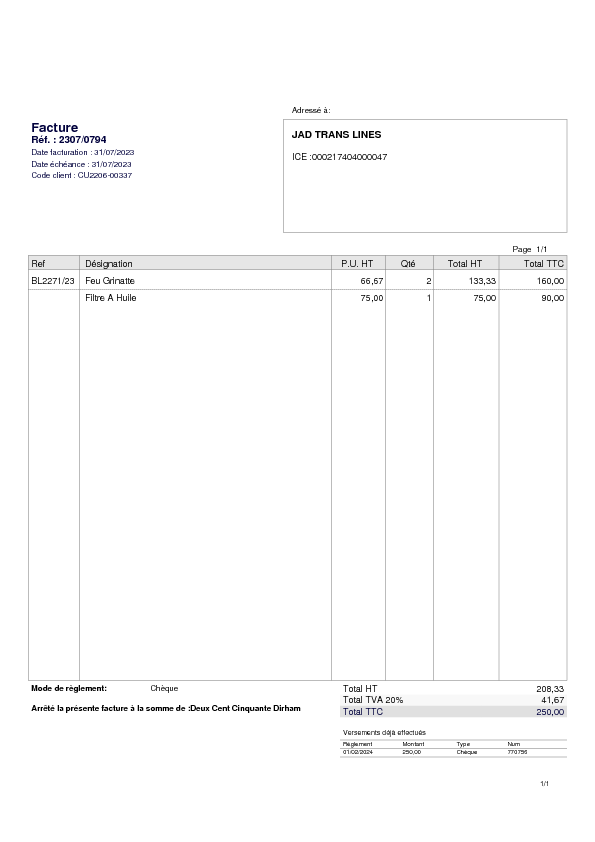 Adressé à:
Facture
Réf. : 2307/0794
Date facturation : 31/07/2023
Date échéance : 31/07/2023
Code client : CU2206-00337
JAD TRANS LINES
ICE :000217404000047
Page 1/1
Ref Désignation P.U. HT Qté Total HT Total TTC
BL2271/23 Feu Grinatte 66,67 2 133,33 160,00
Filtre A Huile 75,00 1 75,00 90,00
Mode de règlement: Chèque
Arrêté la présente facture à la somme de :Deux Cent Cinquante Dirham
Total HT 208,33
Total TVA 20% 41,67
Total TTC 250,00
Versements déjà effectués
Règlement Montant Type Num
01/02/2024 250,00 Chèque 770756
1/1